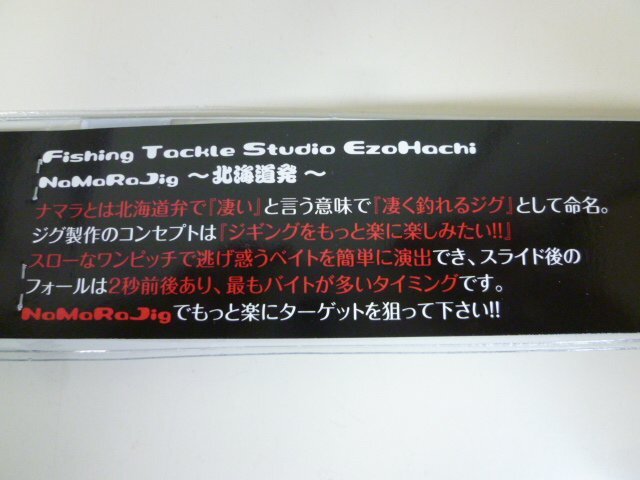 Fishing Tackle Studio EzoHachi
NaMaRaJig ～北海道発～
ナマラとは北海道弁で『凄い』と言う意味で『凄く釣れるジグ』として命名。
ジグ製作のコンセプトは『ジギングをもっと楽に楽しみたい!!』
スローなワンピッチで逃げ惑うベイトを簡単に演出でき、スライド後の
フォールは2秒前後あり、最もバイトが多いタイミングです。
NaMaRaJigでもっと楽にターゲットを狙って下さい!!